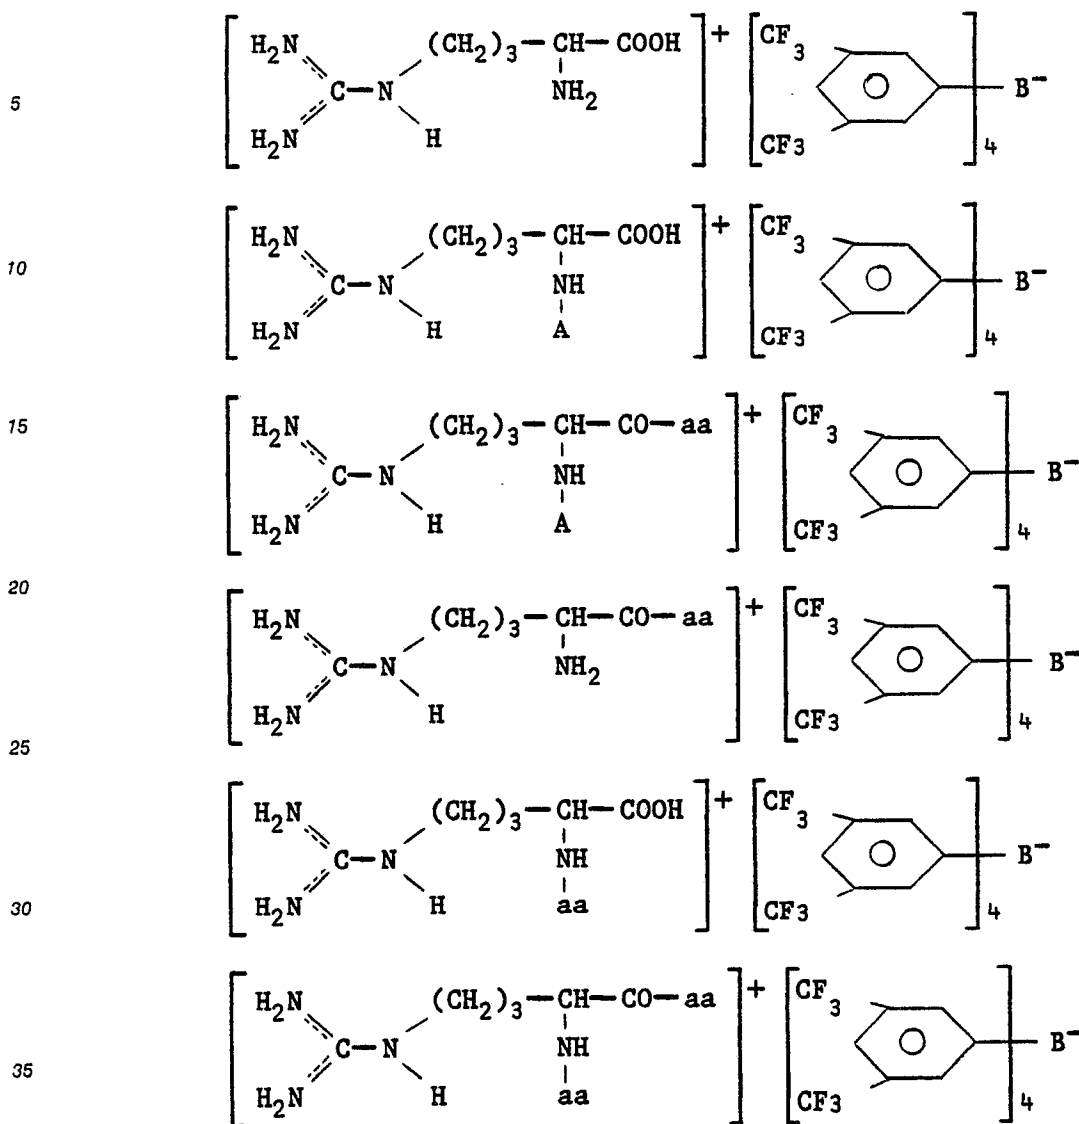 H₂N (CH₂)₃—CH—COOH + CF₃
5 C—N NH₂ B⁻
H₂N H CF3 4
H₂N (CH₂)₃—CH—COOH + CF₃
10 C—N NH B⁻
H₂N H A CF3 4
15 H₂N (CH₂)₃—CH—CO—aa + CF₃
C—N NH B⁻
H₂N H A CF3 4
20 H₂N (CH₂)₃—CH—CO—aa + CF₃
C—N NH₂ B⁻
H₂N H CF3 4
25
H₂N (CH₂)₃—CH—COOH + CF₃
C—N NH B⁻
30 H₂N H aa CF3 4
H₂N (CH₂)₃—CH—CO—aa + CF₃
35 C—N NH B⁻
H₂N H aa CF3 4